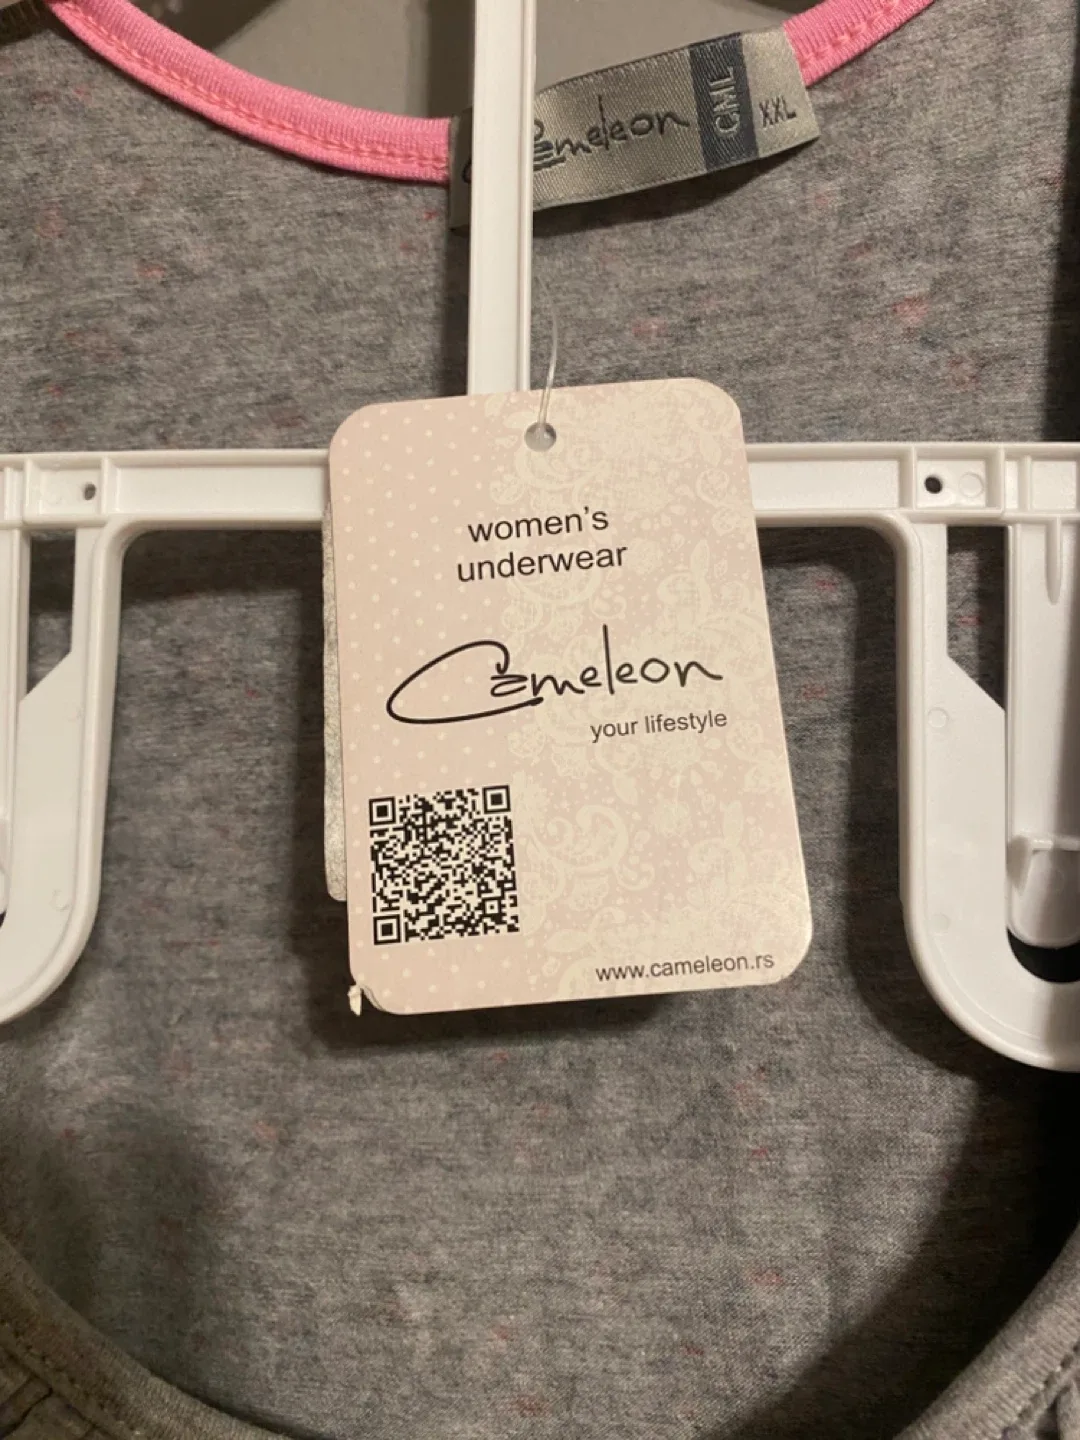 Cameleon
CML
XXL
women's
underwear
Cameleon
your lifestyle
www.cameleon.rs